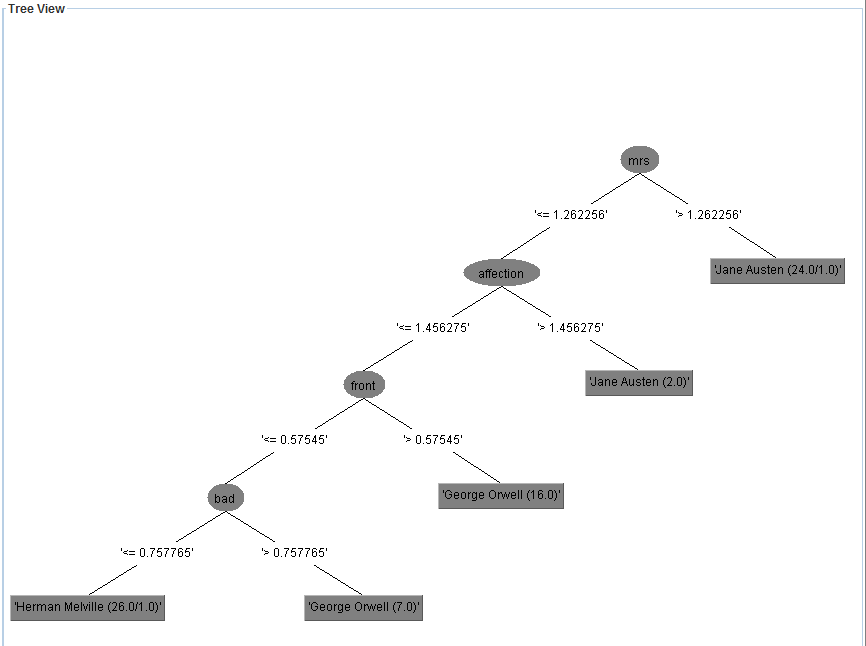 Tree View
mrs
'<= 1.262256'
'> 1.262256'
affection
'Jane Austen (24.0/1.0)'
'<= 1.456275'
'> 1.456275'
front
'Jane Austen (2.0)'
'<= 0.57545'
'> 0.57545'
bad
'George Orwell (16.0)'
'<= 0.757765'
'> 0.757765'
'Herman Melville (26.0/1.0)'
'George Orwell (7.0)'